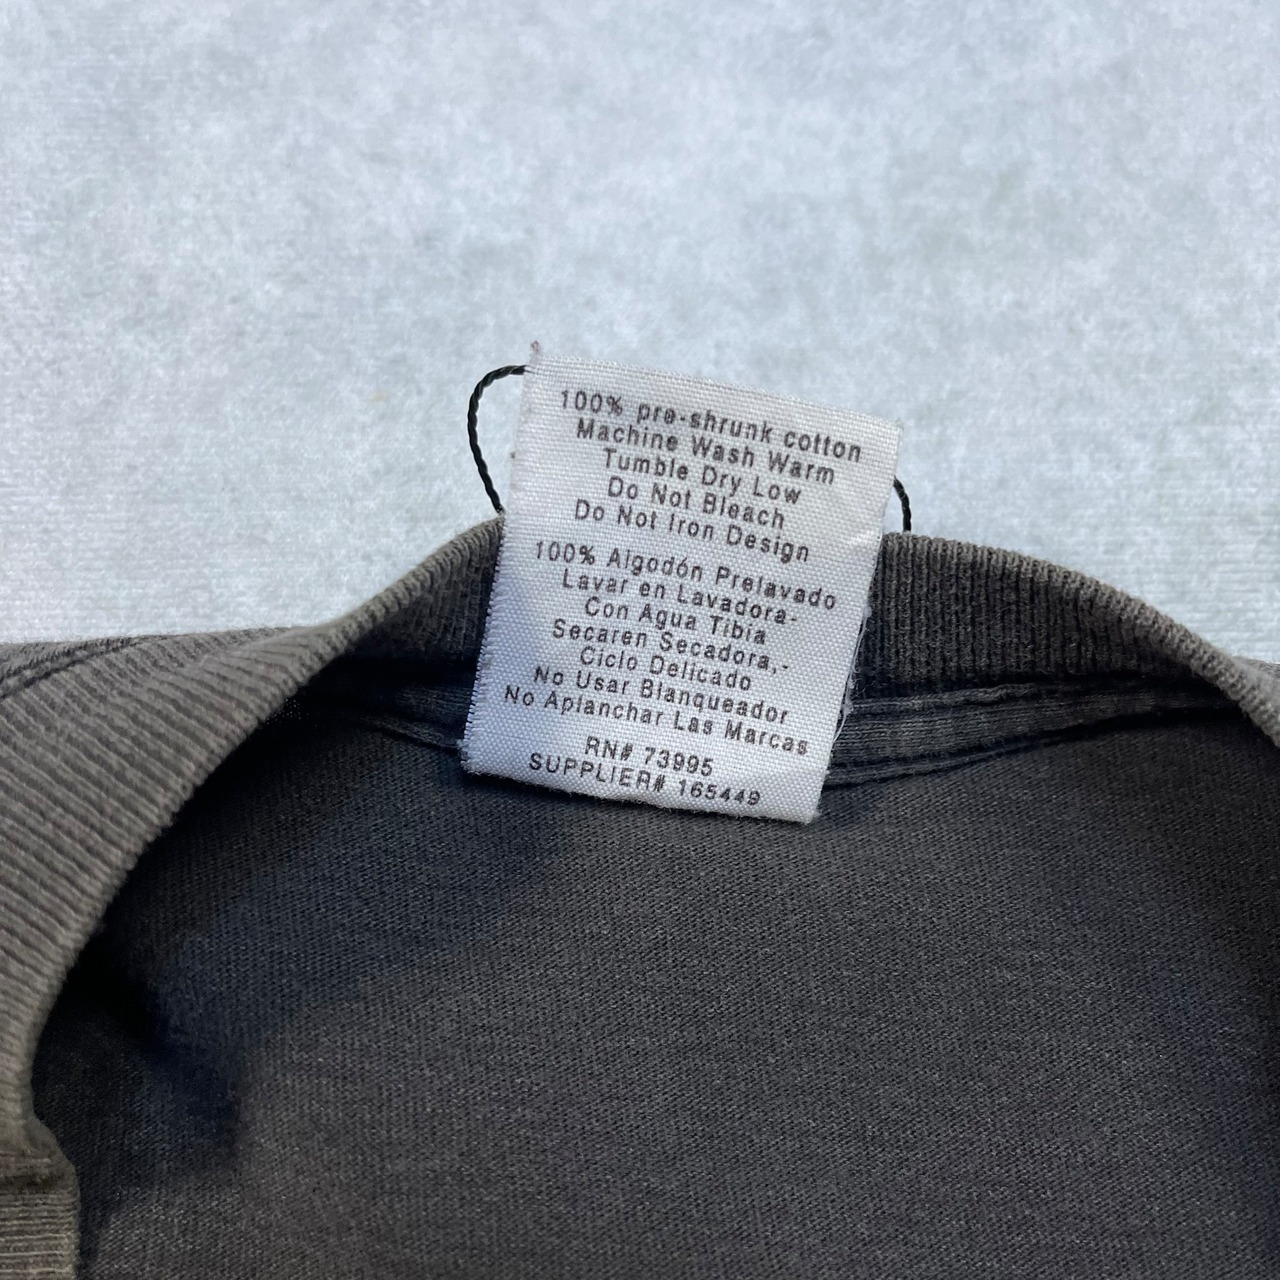 100% pre-shrunk cotton
Machine Wash Warm
Tumble Dry Low
Do Not Bleach
Do Not Iron Design
100% Algodón Prelavado
Lavar en Lavadora-
Con Agua Tibia
Secaren Secadora,-
Ciclo Delicado
No Usar Blanqueador
No Aplanchar Las Marcas
RN# 73995
SUPPLIER# 165449